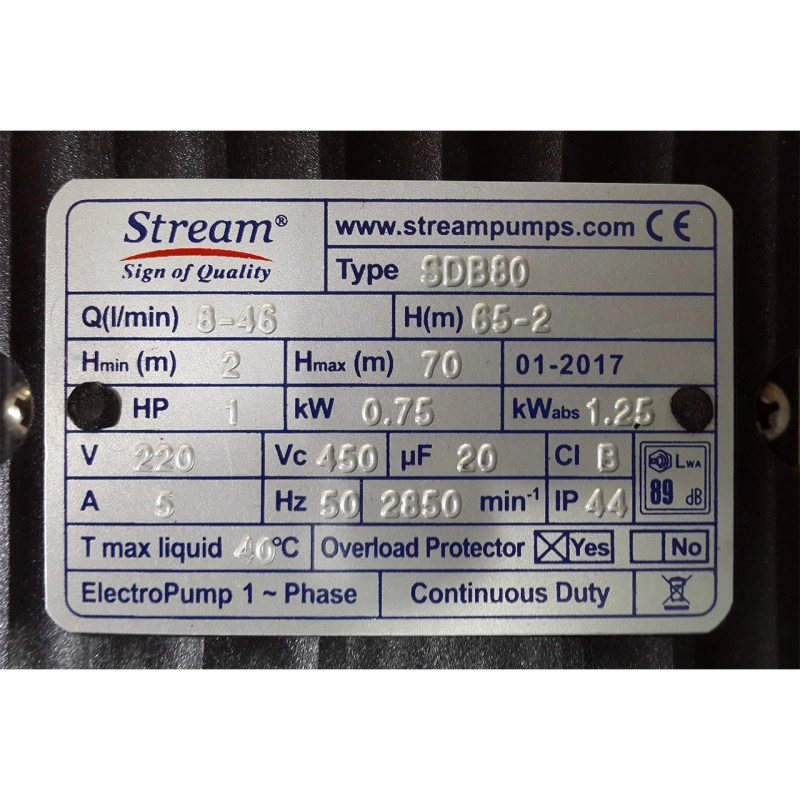 Stream®
Sign of Quality
www.streampumps.com CE
Type SDB80
Q(l/min) 8-46 H(m) 65-2
Hmin (m) 2 Hmax (m) 70 01-2017
HP 1 kW 0.75 kWabs 1.25
V 220 Vc 450 µF 20 Cl B LWA
A 5 Hz 50 2850 min-1 IP 44 89 dB
T max liquid 40°C Overload Protector Yes No
ElectroPump 1 ~ Phase Continuous Duty